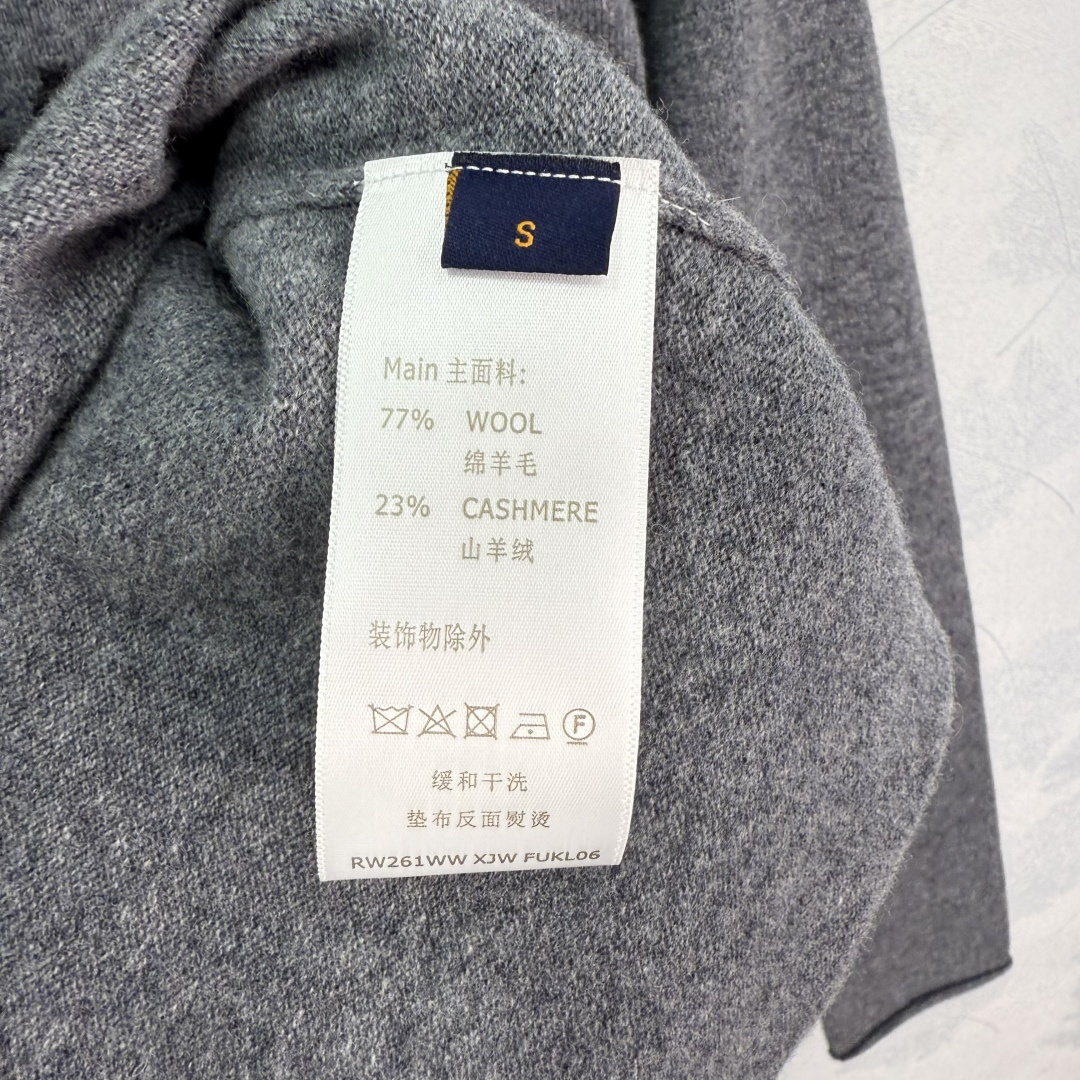 S
Main 主面料:
77% WOOL
绵羊毛
23% CASHMERE
山羊绒
装饰物除外
F
缓和干洗
垫布反面熨烫
RW261WW XJW FUKL06